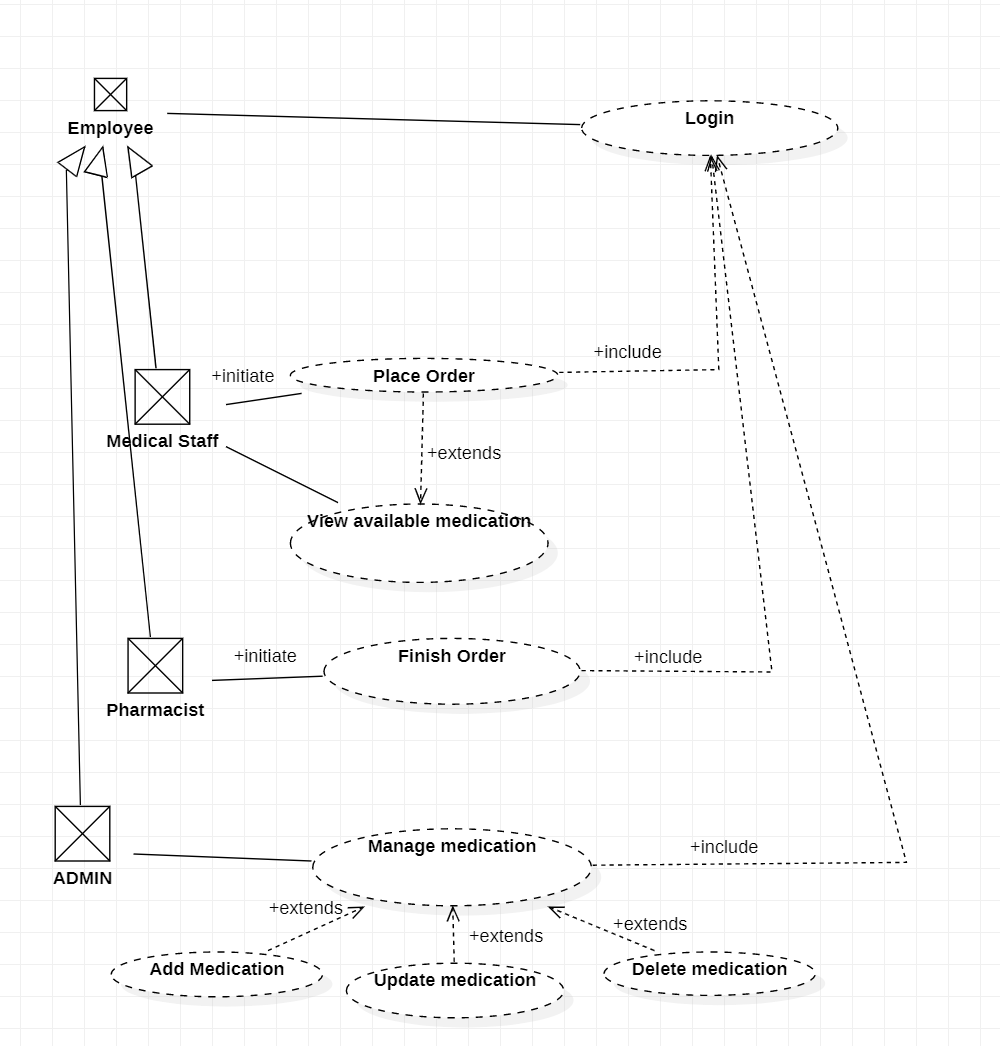 Employee
Login
+include
+initiate
Place Order
Medical Staff
+extends
View available medication
+initiate
Finish Order
+include
Pharmacist
Manage medication
+include
ADMIN
+extends
+extends
+extends
Add Medication
Update medication
Delete medication